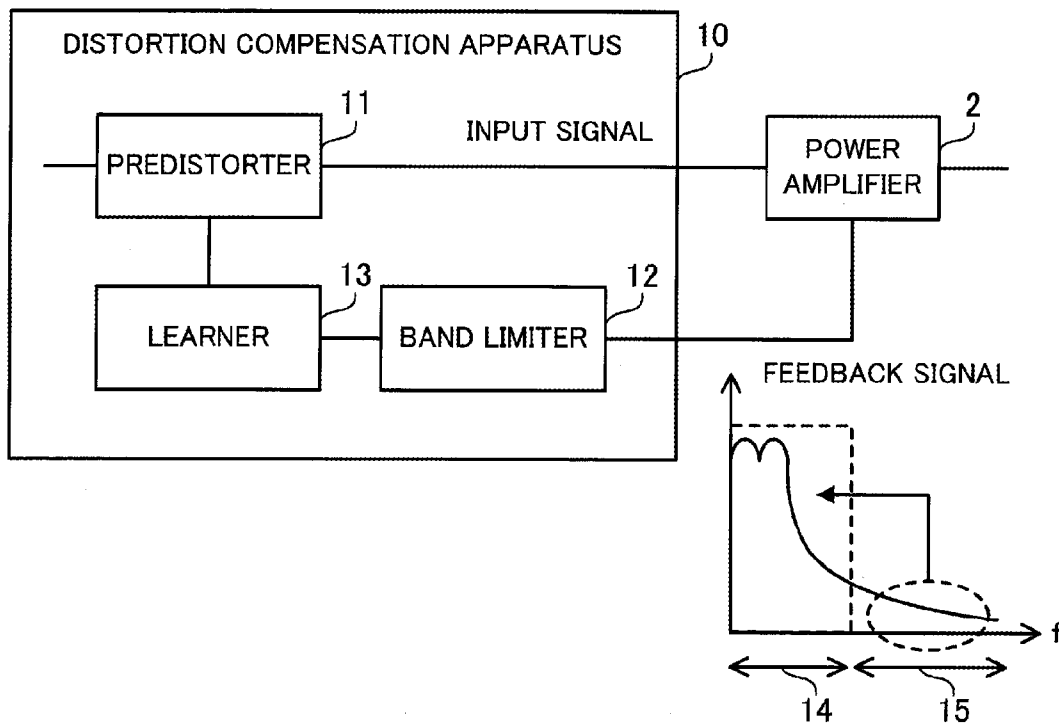 DISTORTION COMPENSATION APPARATUS
10
11
INPUT SIGNAL
2
PREDISTORTER
POWER
AMPLIFIER
13
12
LEARNER
BAND LIMITER
FEEDBACK SIGNAL
f
14
15